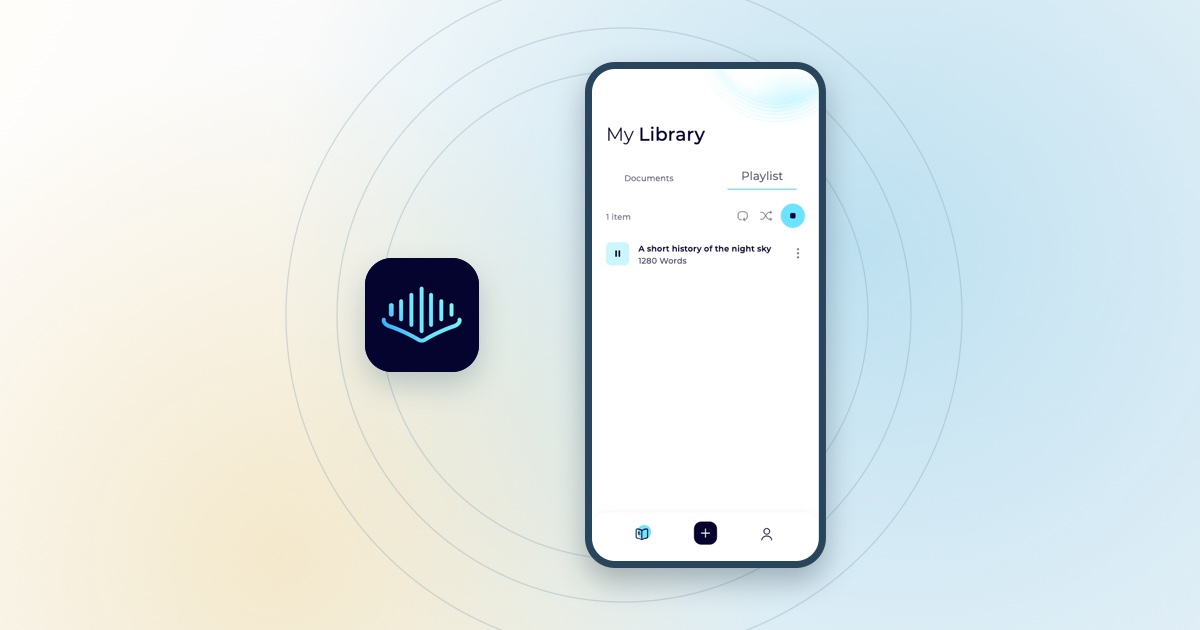 My Library
Documents
Playlist
1 item
A short history of the night sky
1280 Words